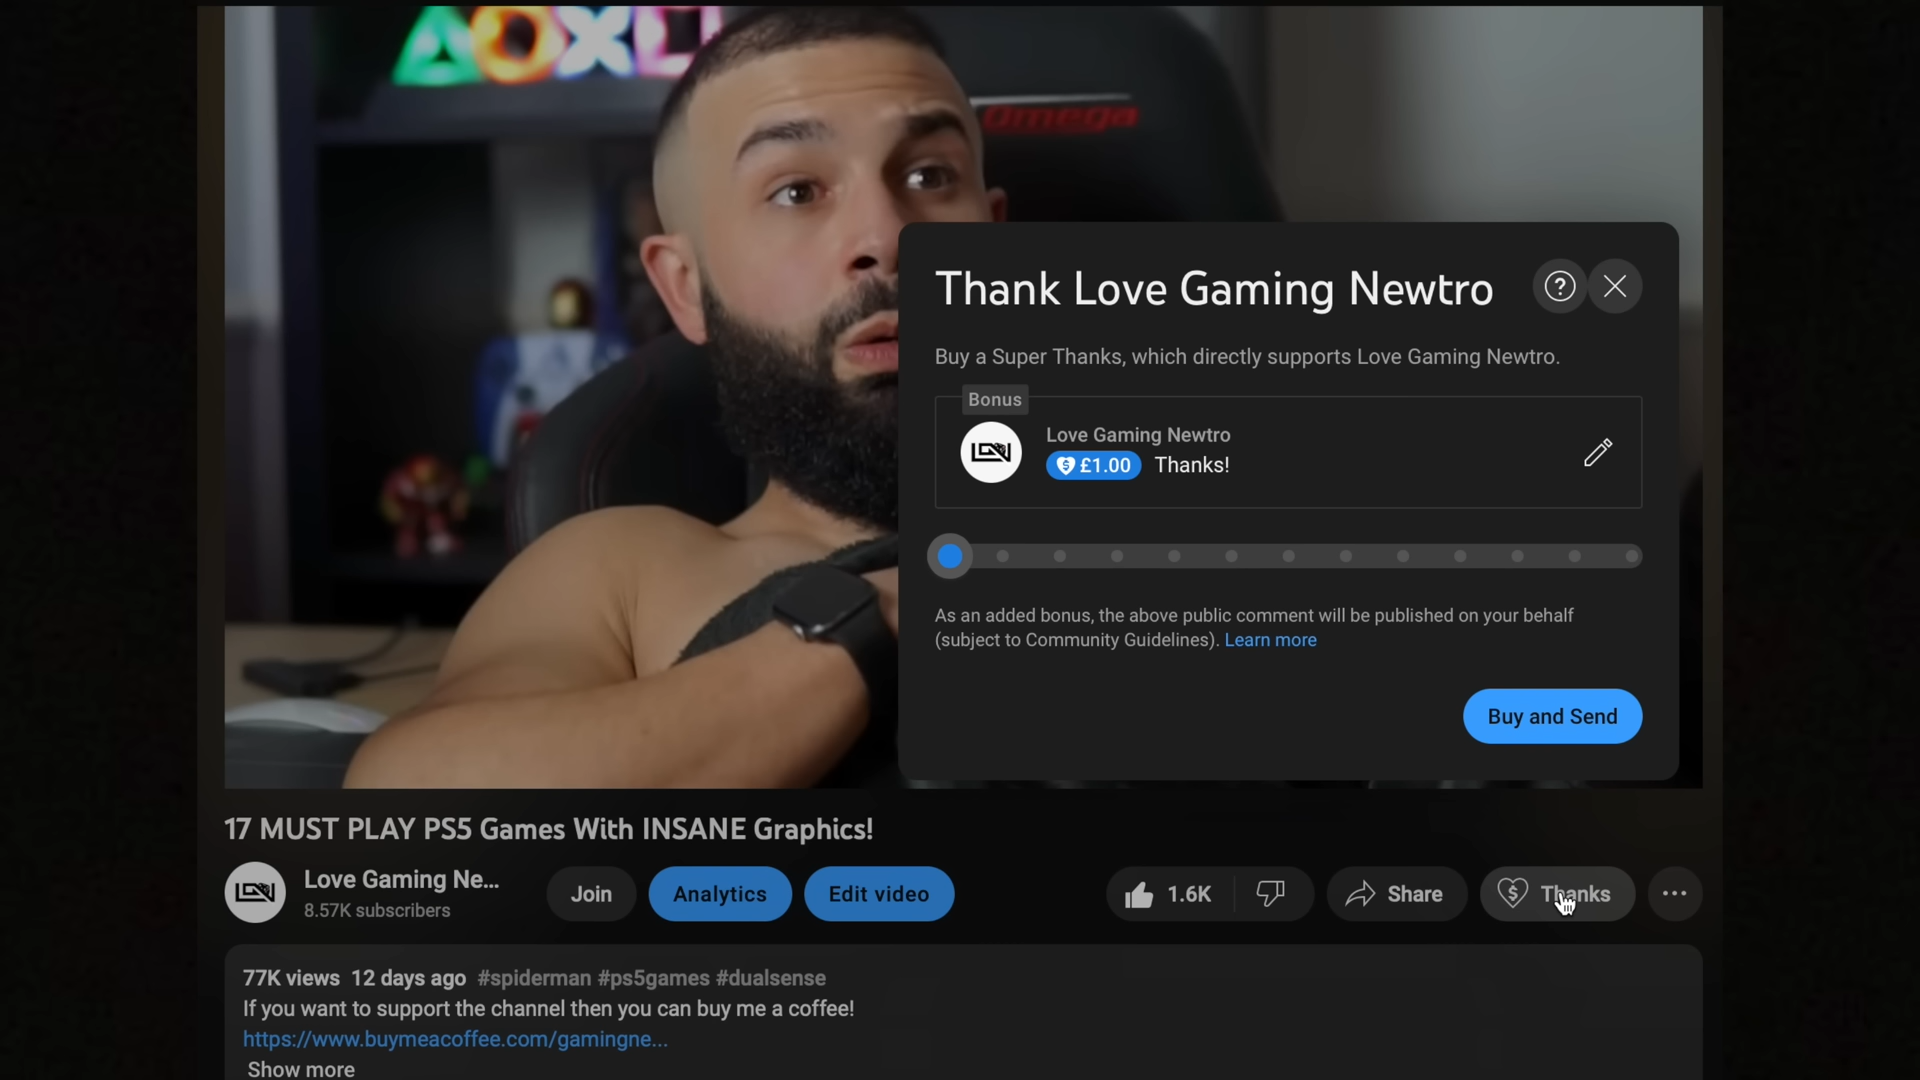 Omega
Thank Love Gaming Newtro
Buy a Super Thanks, which directly supports Love Gaming Newtro.
Bonus
Love Gaming Newtro
£1.00 Thanks!
As an added bonus, the above public comment will be published on your behalf
(subject to Community Guidelines). Learn more
Buy and Send
17 MUST PLAY PS5 Games With INSANE Graphics!
Love Gaming Ne...
8.57K subscribers
Join
Analytics
Edit video
1.6K
Share
Thanks
77K views 12 days ago #spiderman #ps5games #dualsense
If you want to support the channel then you can buy me a coffee!
https://www.buymeacoffee.com/gamingne...
Show more